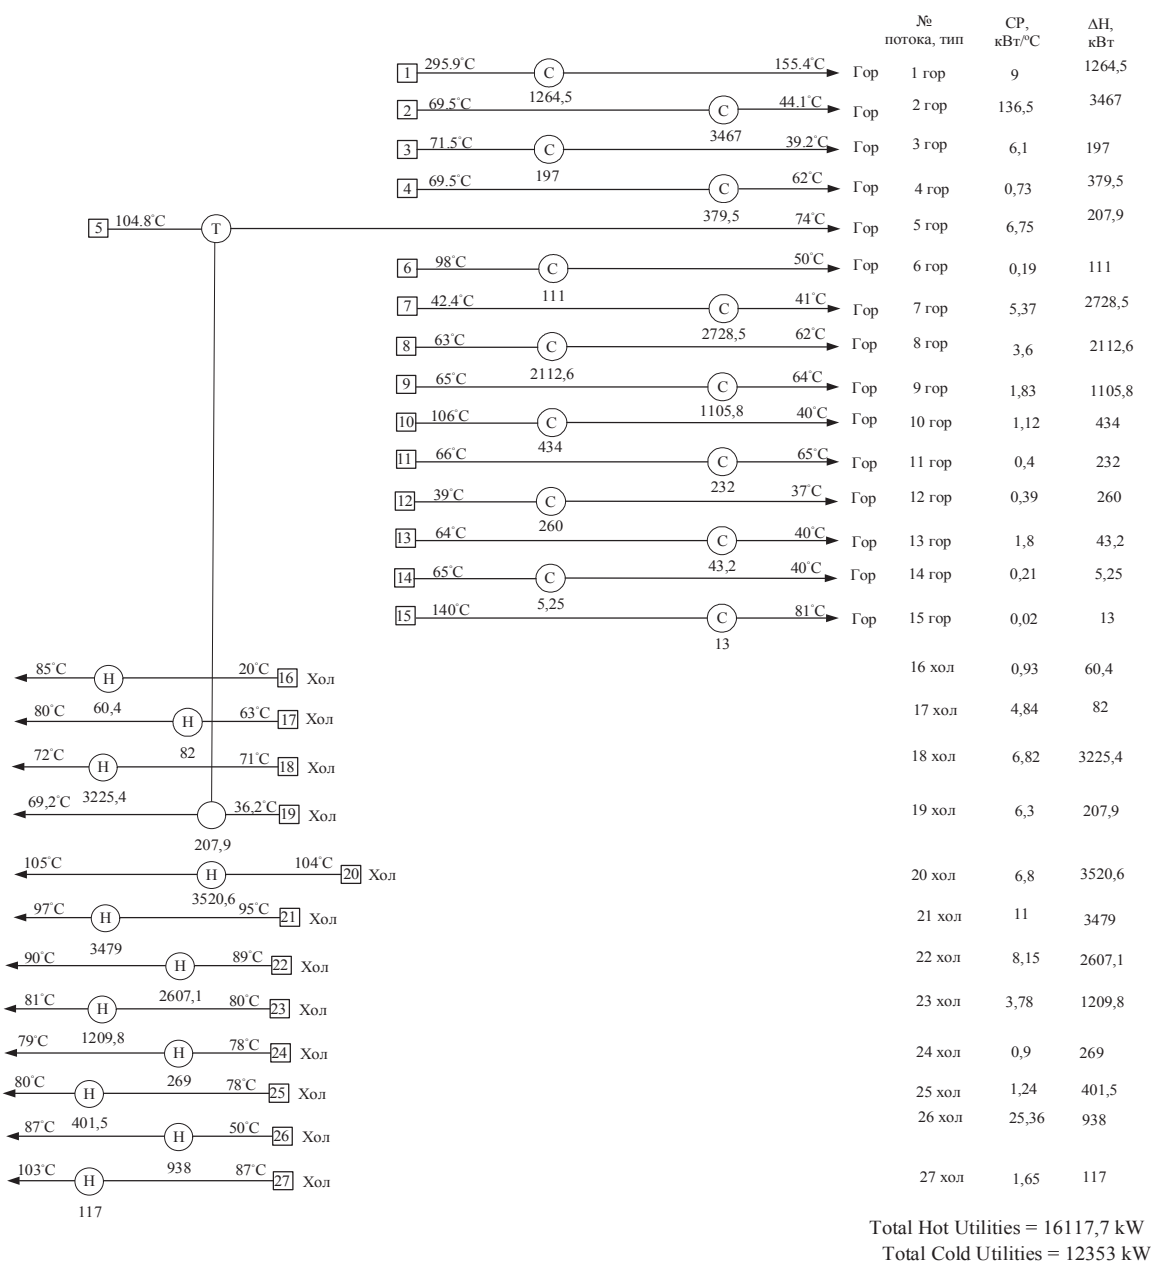 № потока, тип
CP, кВт/°C
ΔH, кВт
1 295.9°C C 1264,5 155.4°C Гор 1 гор 9 1264,5
2 69.5°C C 3467 44.1°C Гор 2 гор 136,5 3467
3 71.5°C C 197 39.2°C Гор 3 гор 6,1 197
4 69.5°C C 379,5 62°C Гор 4 гор 0,73 379,5
5 104.8°C T 74°C Гор 5 гор 6,75 207,9
6 98°C C 111 50°C Гор 6 гор 0,19 111
7 42.4°C C 2728,5 41°C Гор 7 гор 5,37 2728,5
8 63°C C 2112,6 62°C Гор 8 гор 3,6 2112,6
9 65°C C 1105,8 64°C Гор 9 гор 1,83 1105,8
10 106°C C 434 40°C Гор 10 гор 1,12 434
11 66°C C 232 65°C Гор 11 гор 0,4 232
12 39°C C 260 37°C Гор 12 гор 0,39 260
13 64°C C 43,2 40°C Гор 13 гор 1,8 43,2
14 65°C C 5,25 40°C Гор 14 гор 0,21 5,25
15 140°C C 13 81°C Гор 15 гор 0,02 13
85°C H 60,4 20°C 16 Хол 16 хол 0,93 60,4
80°C H 82 63°C 17 Хол 17 хол 4,84 82
72°C H 3225,4 71°C 18 Хол 18 хол 6,82 3225,4
69,2°C 207,9 36,2°C 19 Хол 19 хол 6,3 207,9
105°C H 3520,6 104°C 20 Хол 20 хол 6,8 3520,6
97°C H 3479 95°C 21 Хол 21 хол 11 3479
90°C H 2607,1 89°C 22 Хол 22 хол 8,15 2607,1
81°C H 1209,8 80°C 23 Хол 23 хол 3,78 1209,8
79°C H 269 78°C 24 Хол 24 хол 0,9 269
80°C H 401,5 78°C 25 Хол 25 хол 1,24 401,5
87°C H 938 50°C 26 Хол 26 хол 25,36 938
103°C H 117 87°C 27 Хол 27 хол 1,65 117
Total Hot Utilities = 16117,7 kW
Total Cold Utilities = 12353 kW